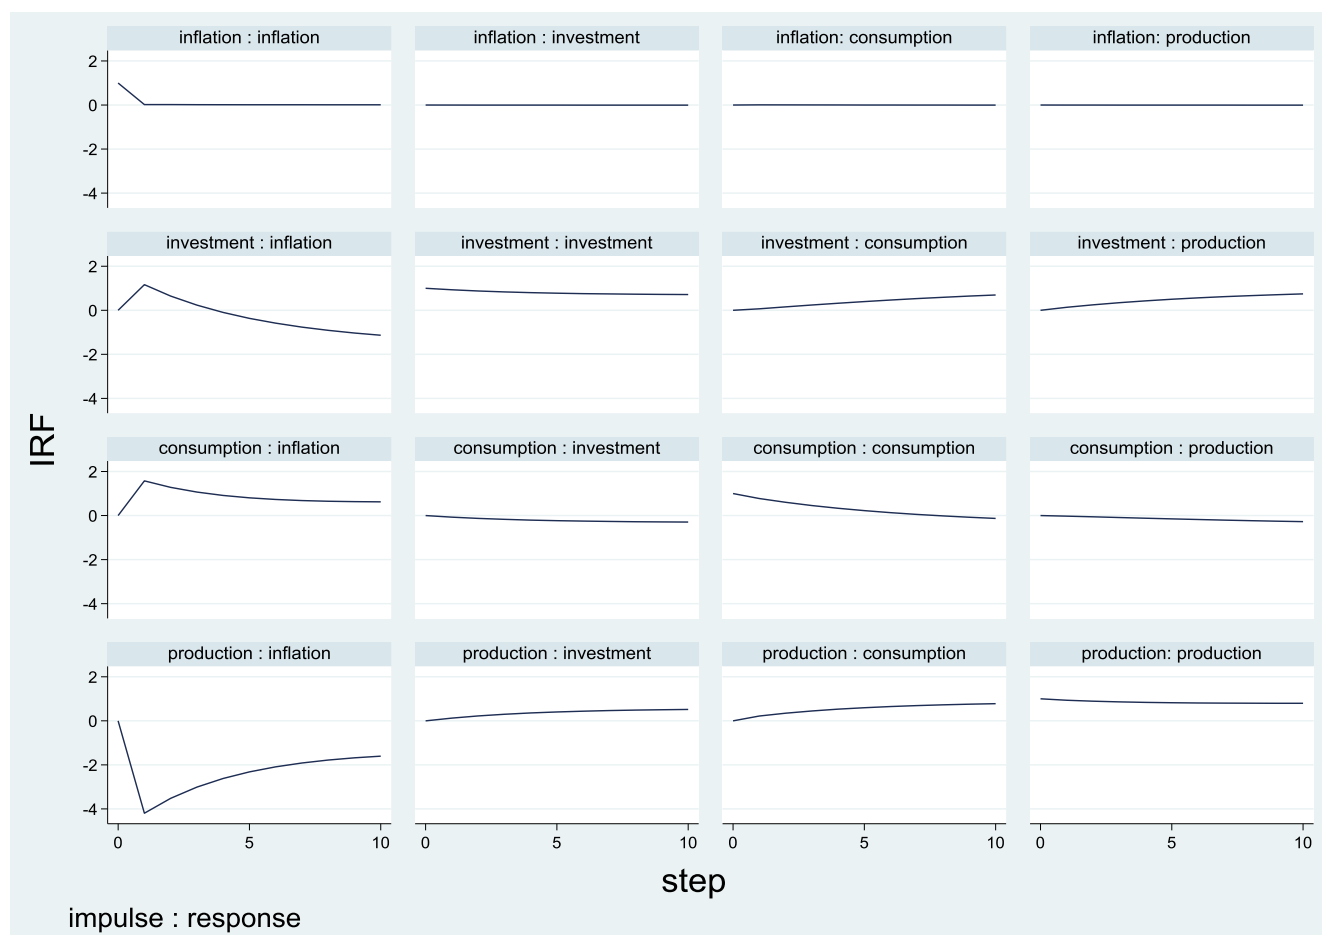 inflation : inflation
inflation : investment
inflation: consumption
inflation: production
2
0
-2
-4
investment : inflation
investment : investment
investment : consumption
investment : production
2
0
-2
-4
IRF
consumption : inflation
consumption : investment
consumption : consumption
consumption : production
2
0
-2
-4
production : inflation
production : investment
production : consumption
production: production
2
0
-2
-4
0 5 10 0 5 10 0 5 10 0 5 10
step
impulse : response